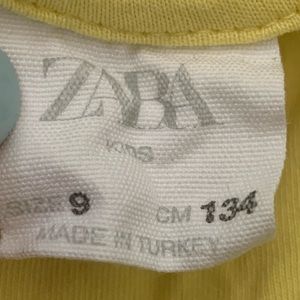 ZARA
KIDS
SIZE 9 CM 134
MADE IN TURKEY